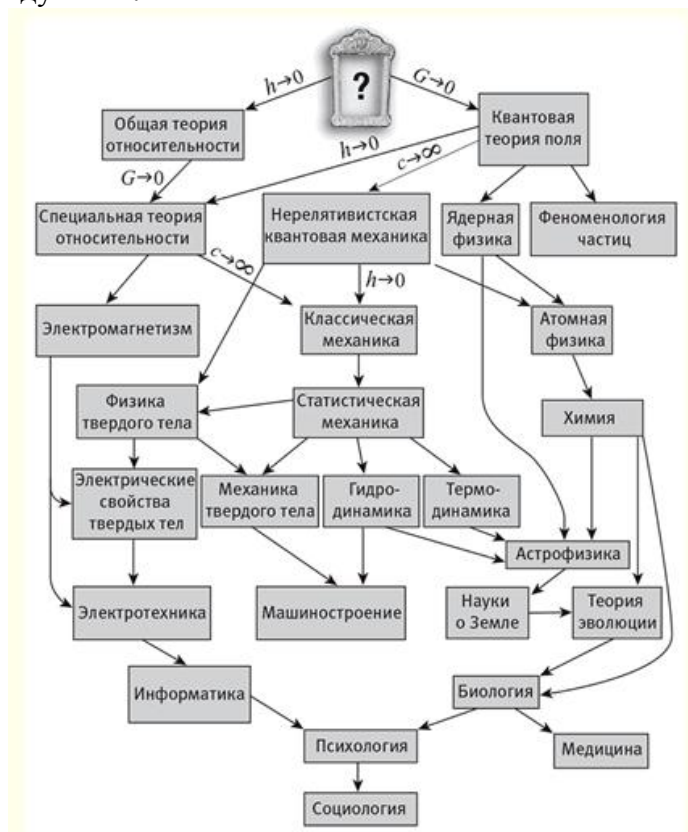 ?
h→0
G→0
Общая теория
относительности
Квантовая
теория поля
h→0
c→∞
G→0
Специальная теория
относительности
Нерелятивистская
квантовая механика
Ядерная
физика
Феноменология
частиц
c→∞
h→0
Электромагнетизм
Классическая
механика
Атомная
физика
Физика
твердого тела
Статистическая
механика
Химия
Электрические
свойства
твердых тел
Механика
твердого тела
Гидро-
динамика
Термо-
динамика
Астрофизика
Электротехника
Машиностроение
Науки
о Земле
Теория
эволюции
Информатика
Биология
Психология
Медицина
Социология